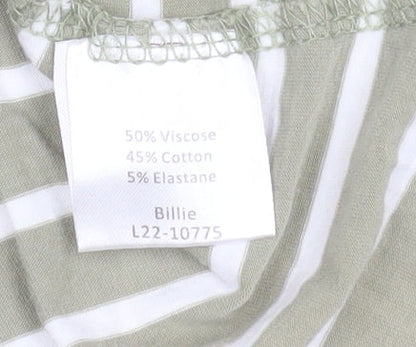 50% Viscose
45% Cotton
5% Elastane
Billie
L22-10775